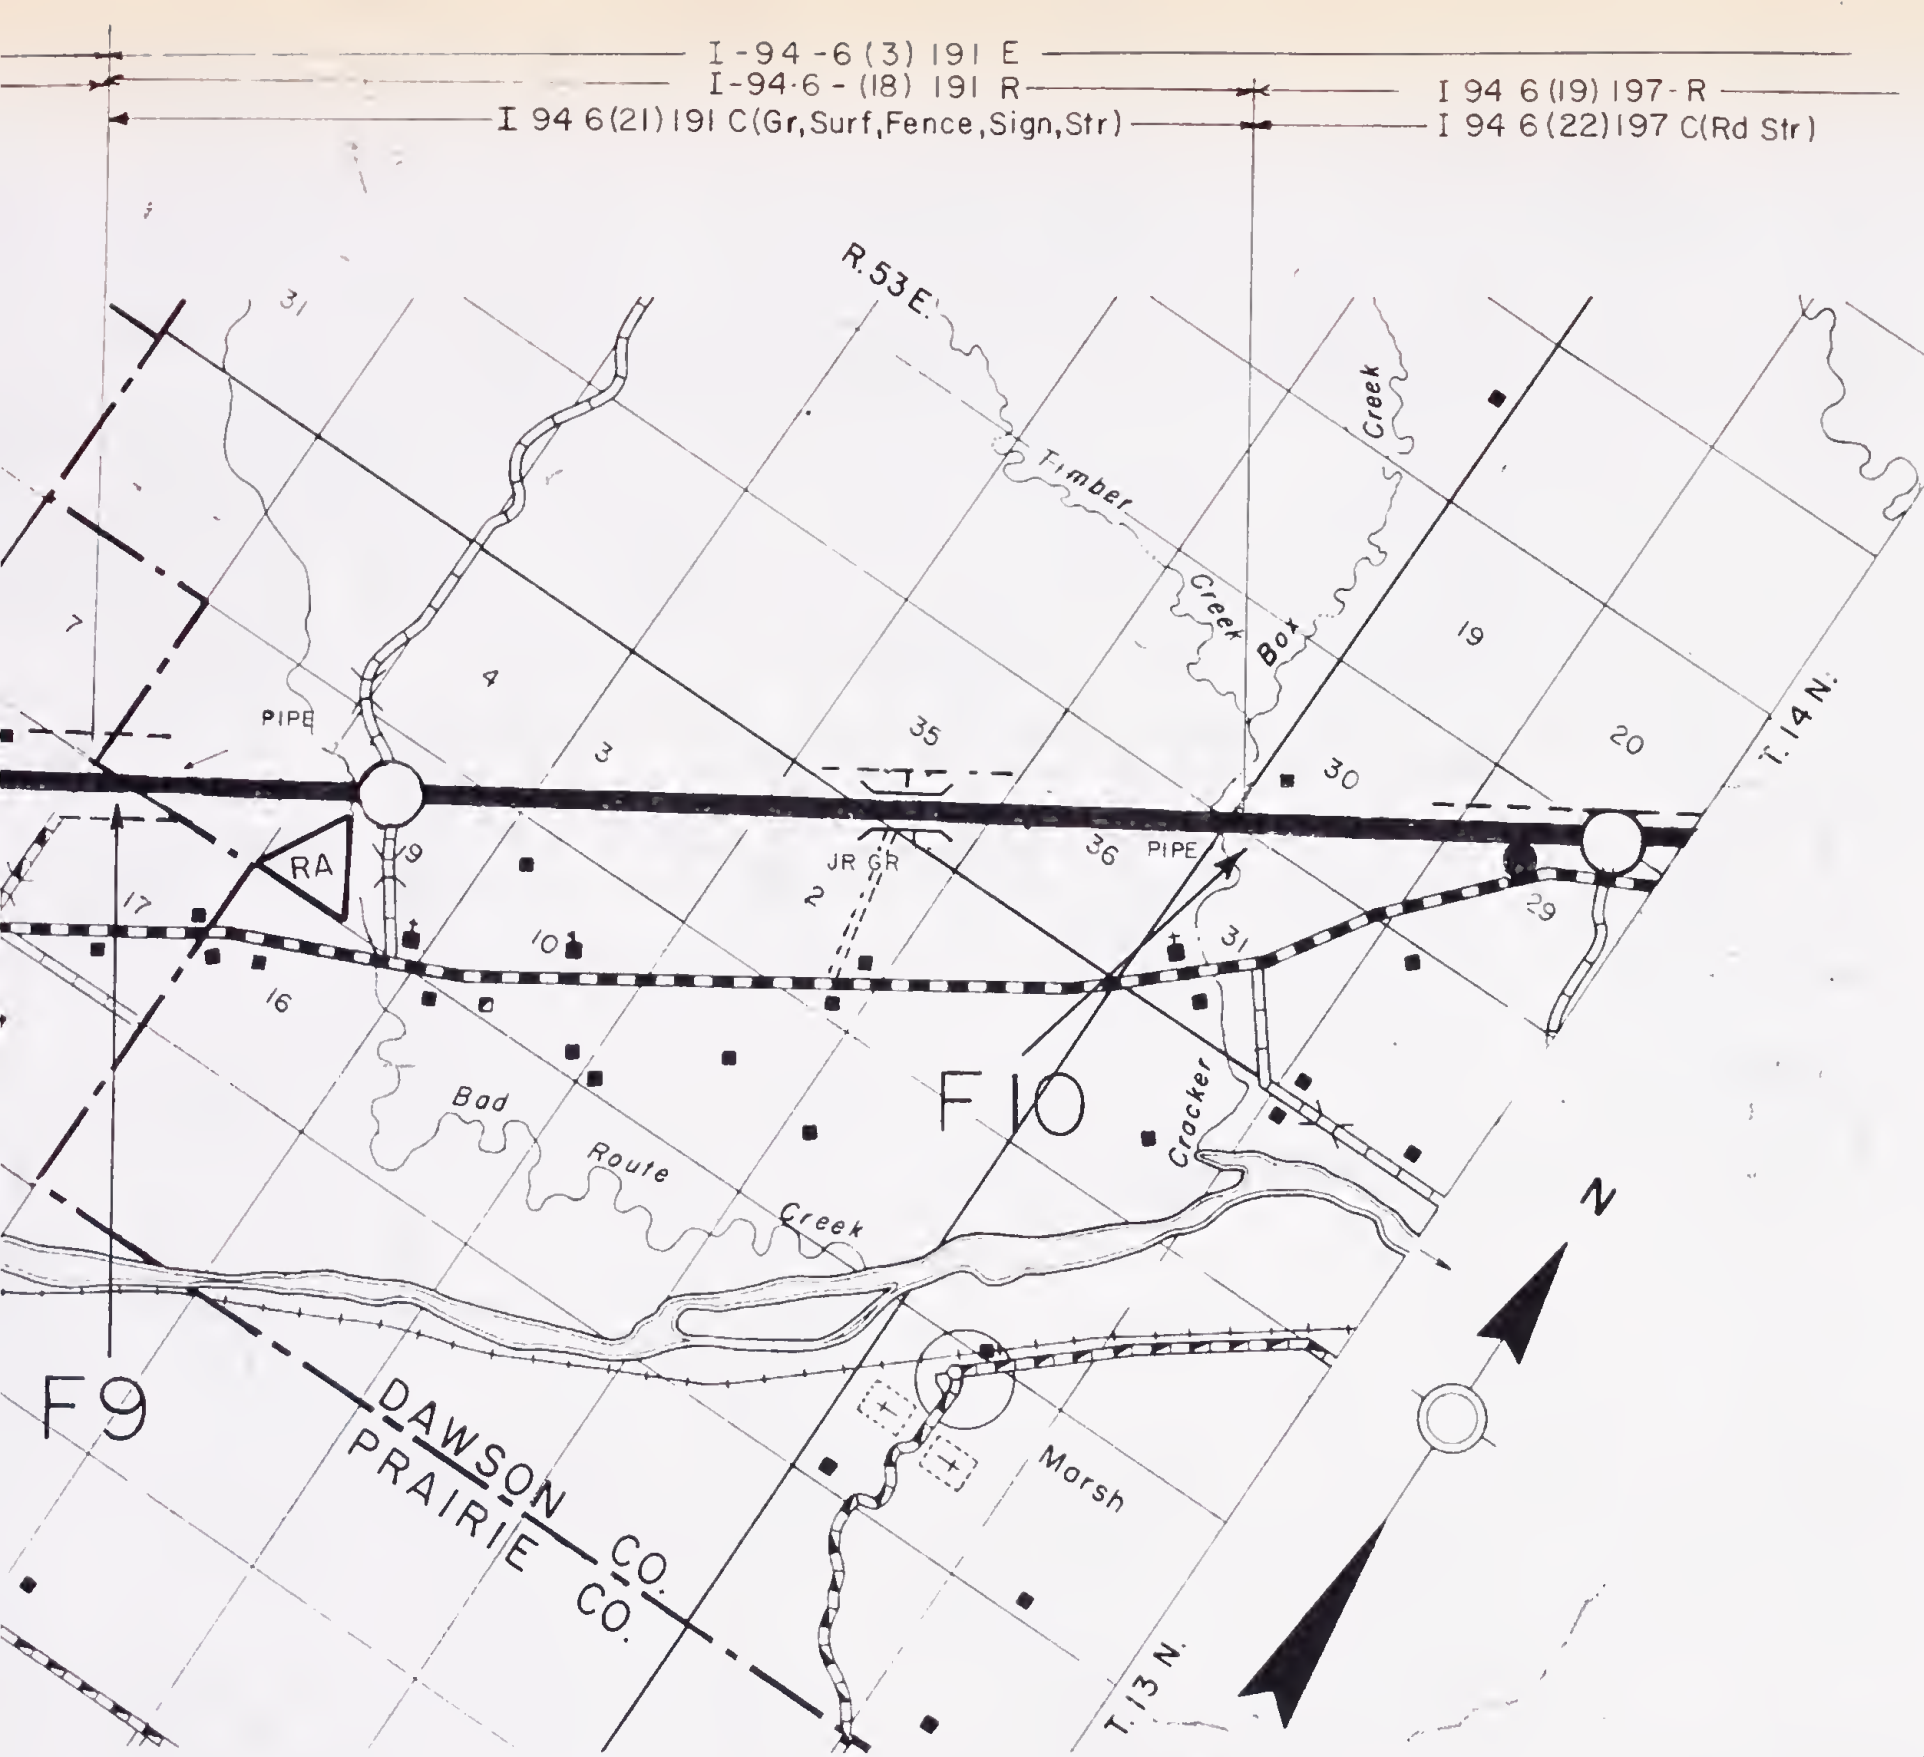 I-94-6(3) 191 E
I-94·6-(18) 191 R
I 94 6(19) 197-R
I 94 6(21) 191 C(Gr,Surf,Fence,Sign,Str)
I 94 6(22) 197 C(Rd Str)
R. 53 E.
31
Creek
Timber
Creek
Box
7
19
4
T. 14 N.
PIPE
3
35
30
20
RA
9
JR GR
36
PIPE
17
2
29
10
31
16
F 10
Bad
Route
Creek
Cracker
N
F 9
DAWSON CO.
PRAIRIE CO.
Marsh
T. 13 N.